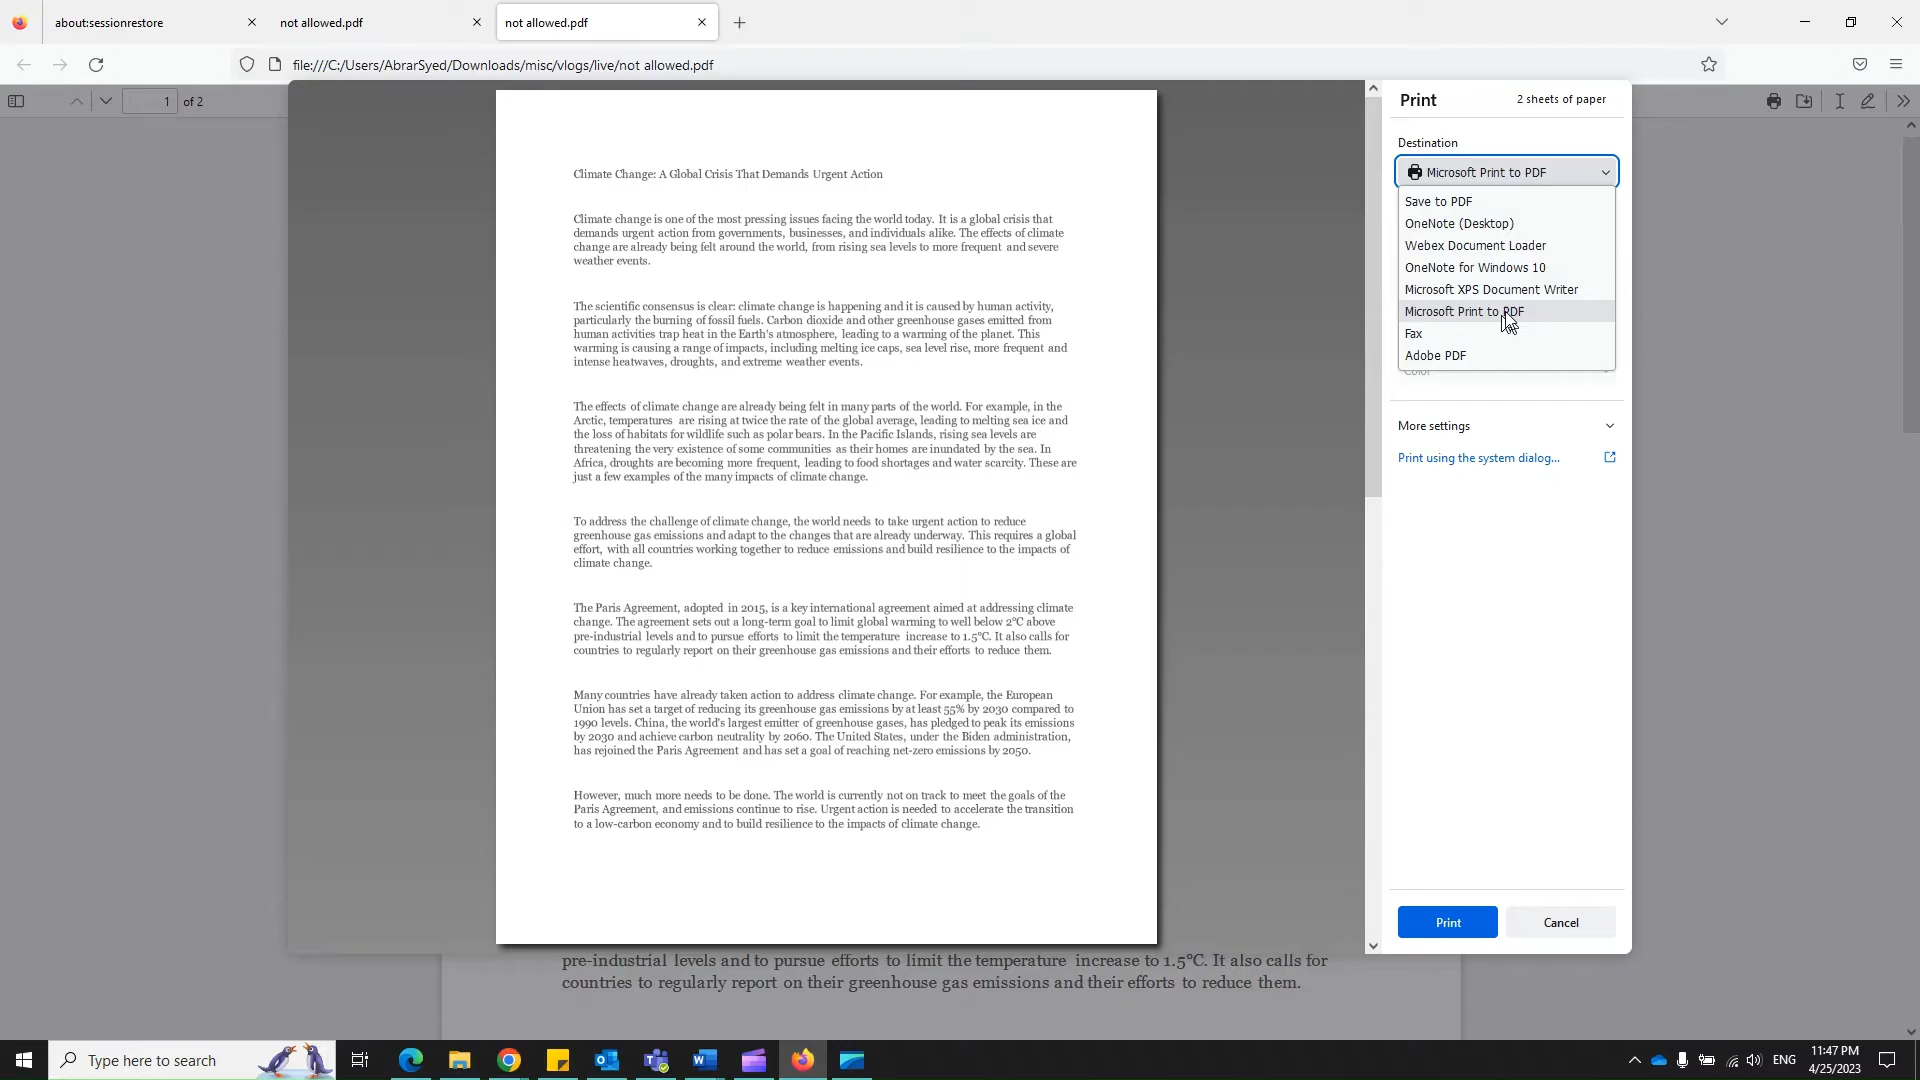 about:sessionrestore
not allowed.pdf
not allowed.pdf
file:///C:/Users/AbrarSyed/Downloads/misc/vlogs/live/not allowed.pdf
1 of 2
Climate Change: A Global Crisis That Demands Urgent Action
Climate change is one of the most pressing issues facing the world today. It is a global crisis that
demands urgent action from governments, businesses, and individuals alike. The effects of climate
change are already being felt around the world, from rising sea levels to more frequent and severe
weather events.
The scientific consensus is clear: climate change is happening and it is caused by human activity,
particularly the burning of fossil fuels. Carbon dioxide and other greenhouse gases emitted from
human activities trap heat in the Earth's atmosphere, leading to a warming of the planet. This
warming is causing a range of impacts, including melting ice caps, sea level rise, more frequent and
intense heatwaves, droughts, and extreme weather events.
The effects of climate change are already being felt in many parts of the world. For example, in the
Arctic, temperatures are rising at twice the rate of the global average, leading to melting sea ice and
the loss of habitats for wildlife such as polar bears. In the Pacific Islands, rising sea levels are
threatening the very existence of some communities as their homes are inundated by the sea. In
Africa, droughts are becoming more frequent, leading to food shortages and water scarcity. These are
just a few examples of the many impacts of climate change.
To address the challenge of climate change, the world needs to take urgent action to reduce
greenhouse gas emissions and adapt to the changes that are already underway. This requires a global
effort, with all countries working together to reduce emissions and build resilience to the impacts of
climate change.
The Paris Agreement, adopted in 2015, is a key international agreement aimed at addressing climate
change. The agreement sets out a long-term goal to limit global warming to well below 2°C above
pre-industrial levels and to pursue efforts to limit the temperature increase to 1.5°C. It also calls for
countries to regularly report on their greenhouse gas emissions and their efforts to reduce them.
Many countries have already taken action to address climate change. For example, the European
Union has set a target of reducing its greenhouse gas emissions by at least 55% by 2030 compared to
1990 levels. China, the world's largest emitter of greenhouse gases, has pledged to peak its emissions
by 2030 and achieve carbon neutrality by 2060. The United States, under the Biden administration,
has rejoined the Paris Agreement and has set a goal of reaching net-zero emissions by 2050.
However, much more needs to be done. The world is currently not on track to meet the goals of the
Paris Agreement, and emissions continue to rise. Urgent action is needed to accelerate the transition
to a low-carbon economy and to build resilience to the impacts of climate change.
pre-industrial levels and to pursue efforts to limit the temperature increase to 1.5°C. It also calls for
countries to regularly report on their greenhouse gas emissions and their efforts to reduce them.
Print
2 sheets of paper
Destination
Microsoft Print to PDF
Save to PDF
OneNote (Desktop)
Webex Document Loader
OneNote for Windows 10
Microsoft XPS Document Writer
Microsoft Print to PDF
Fax
Adobe PDF
Color
More settings
Print using the system dialog...
Print
Cancel
Type here to search
ENG
11:47 PM
4/25/2023